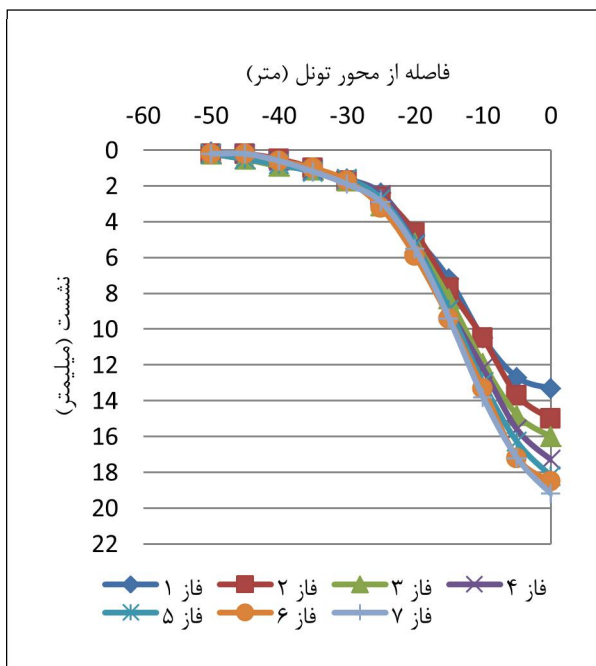 فاصله از محور تونل (متر)
-60 -50 -40 -30 -20 -10 0
0
2
4
6
8
10
12
14
16
18
20
22
نشست (میلیمتر)
فاز ۱ فاز ۲ فاز ۳ فاز ۴
فاز ۵ فاز ۶ فاز ۷